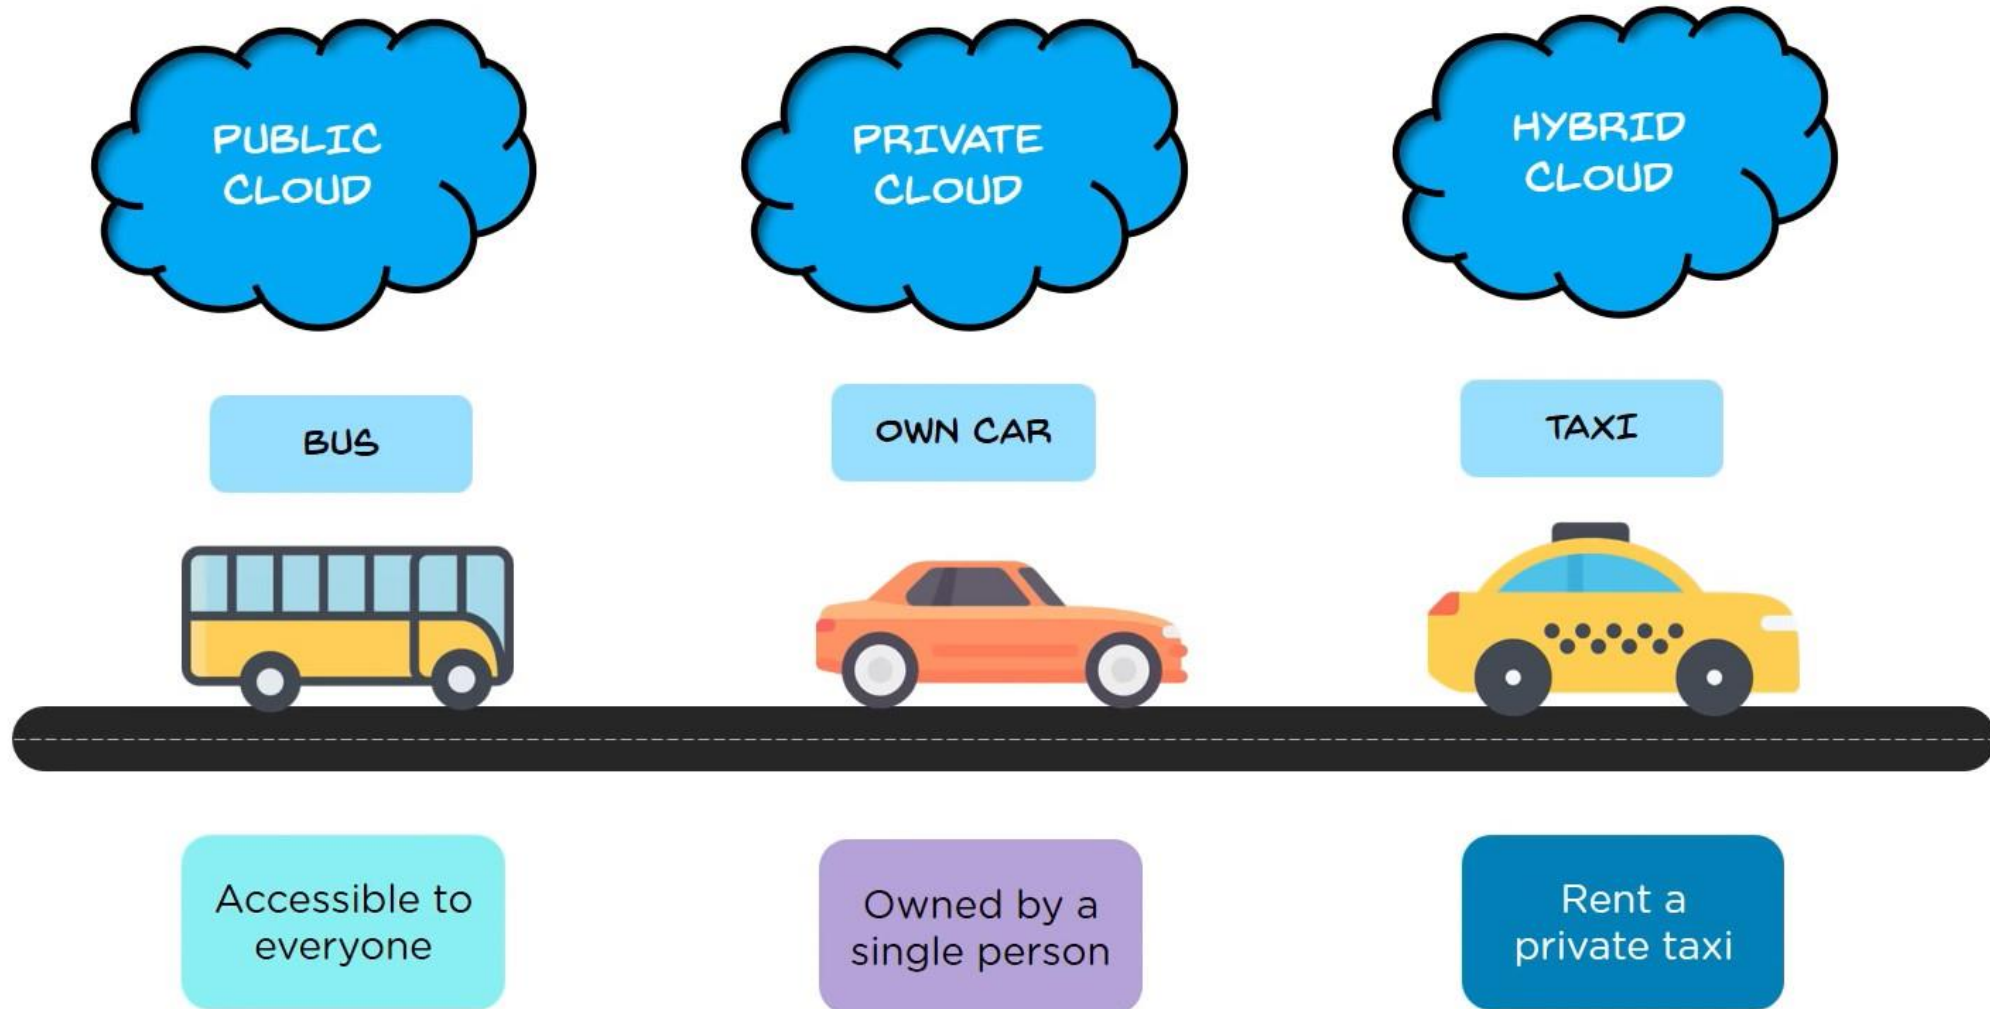 PUBLIC
CLOUD
PRIVATE
CLOUD
HYBRID
CLOUD
BUS
OWN CAR
TAXI
Accessible to
everyone
Owned by a
single person
Rent a
private taxi